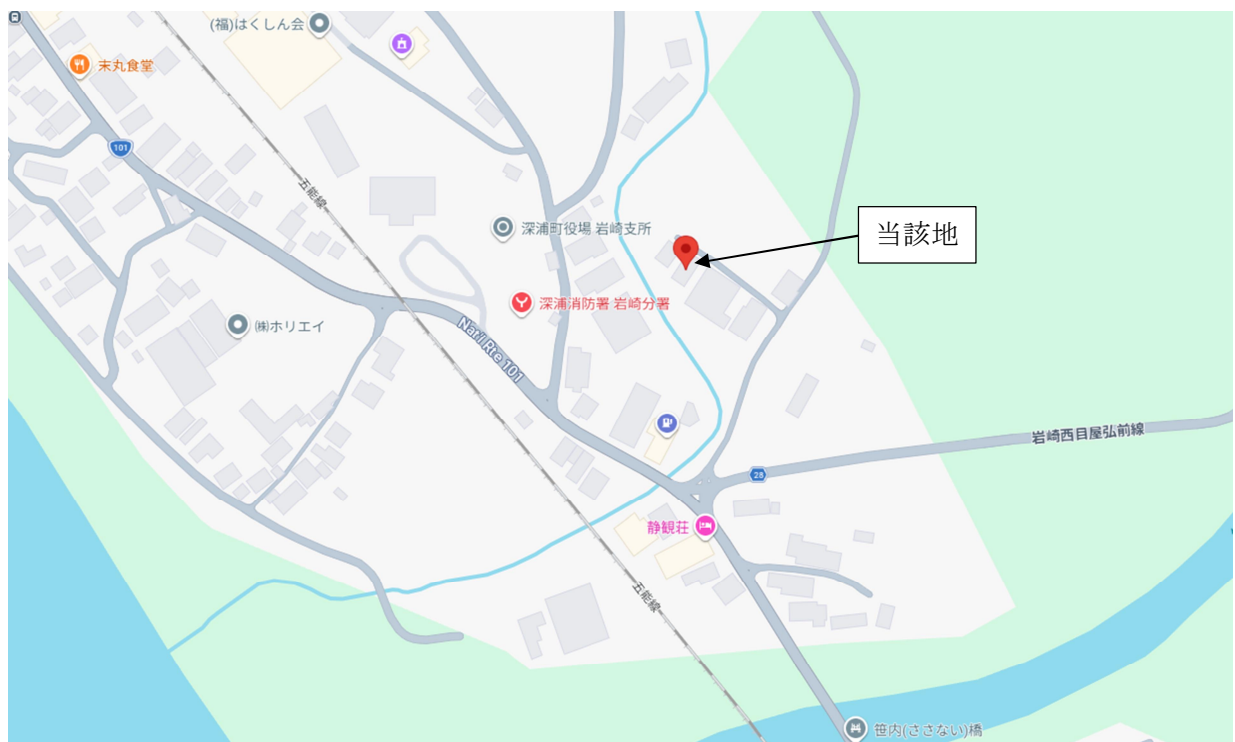 (福)はくしん会
末丸食堂
101
五能線
深浦町役場 岩崎支所
当該地
深浦消防署 岩崎分署
㈱ホリエイ
Nat'l Rte 101
岩崎西目屋弘前線
28
静観荘
五能線
笹内(ささない)橋